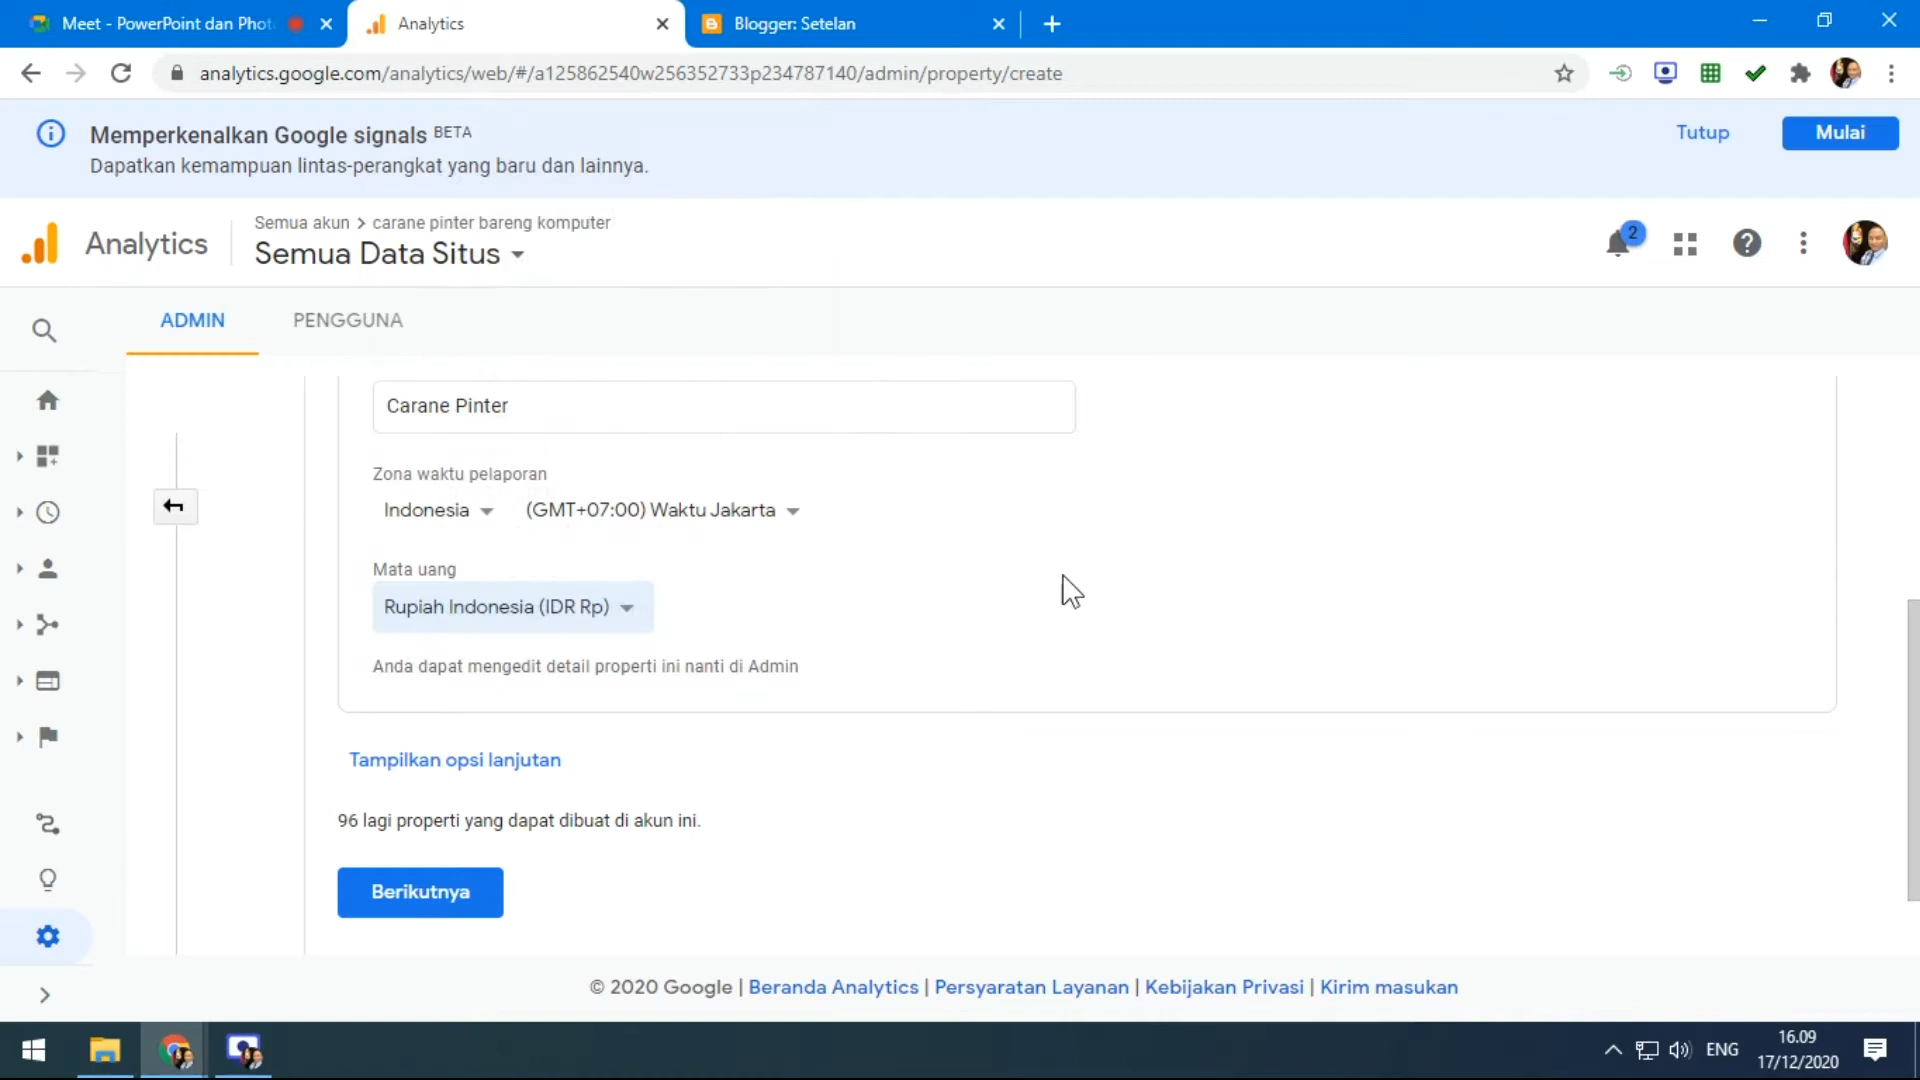 Meet - PowerPoint dan Phot
Analytics
Blogger: Setelan
analytics.google.com/analytics/web/#/a125862540w256352733p234787140/admin/property/create
Memperkenalkan Google signals BETA
Dapatkan kemampuan lintas-perangkat yang baru dan lainnya.
Tutup
Mulai
Analytics
Semua akun > carane pinter bareng komputer
Semua Data Situs
2
ADMIN
PENGGUNA
Carane Pinter
Zona waktu pelaporan
Indonesia
(GMT+07:00) Waktu Jakarta
Mata uang
Rupiah Indonesia (IDR Rp)
Anda dapat mengedit detail properti ini nanti di Admin
Tampilkan opsi lanjutan
96 lagi properti yang dapat dibuat di akun ini.
Berikutnya
© 2020 Google | Beranda Analytics | Persyaratan Layanan | Kebijakan Privasi | Kirim masukan
ENG
16.09
17/12/2020